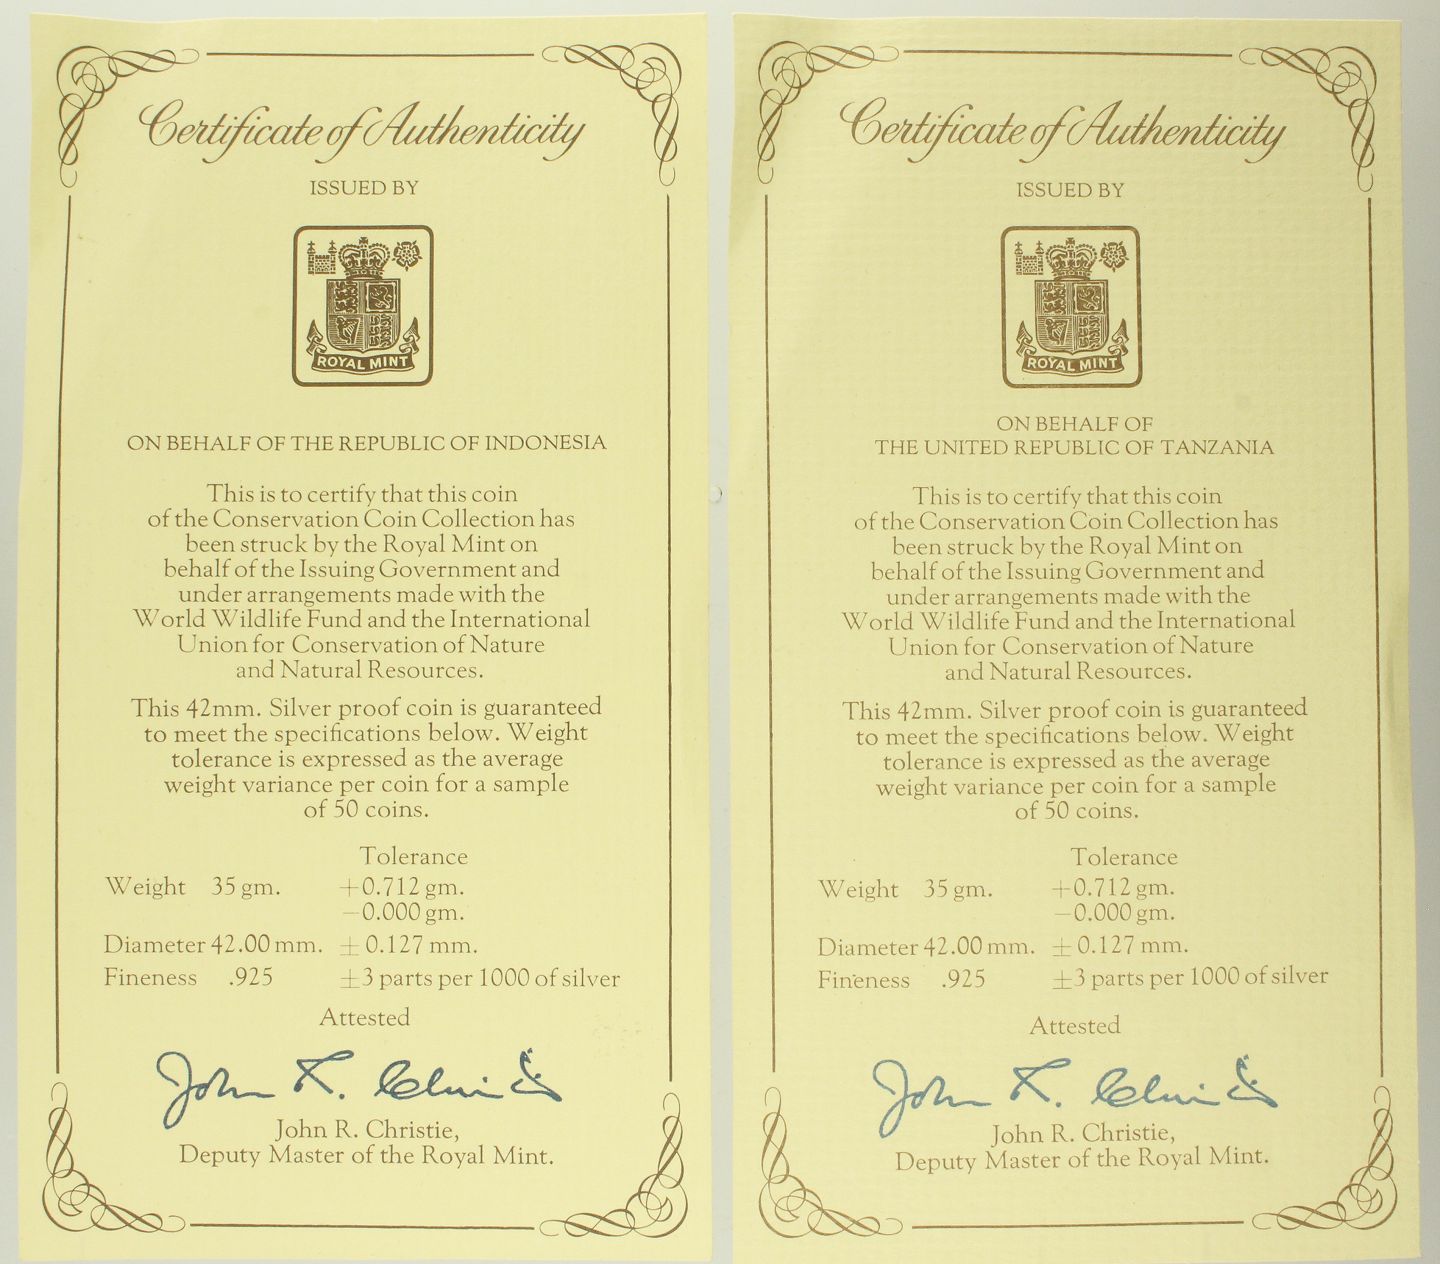 Certificate of Authenticity
ISSUED BY
ROYAL MINT
ON BEHALF OF THE REPUBLIC OF INDONESIA
This is to certify that this coin
of the Conservation Coin Collection has
been struck by the Royal Mint on
behalf of the Issuing Government and
under arrangements made with the
World Wildlife Fund and the International
Union for Conservation of Nature
and Natural Resources.
This 42mm. Silver proof coin is guaranteed
to meet the specifications below. Weight
tolerance is expressed as the average
weight variance per coin for a sample
of 50 coins.
Tolerance
Weight 35 gm. +0.712 gm.
−0.000 gm.
Diameter 42.00 mm. ± 0.127 mm.
Fineness .925 ±3 parts per 1000 of silver
Attested
John R. Christie
John R. Christie,
Deputy Master of the Royal Mint.
Certificate of Authenticity
ISSUED BY
ROYAL MINT
ON BEHALF OF
THE UNITED REPUBLIC OF TANZANIA
This is to certify that this coin
of the Conservation Coin Collection has
been struck by the Royal Mint on
behalf of the Issuing Government and
under arrangements made with the
World Wildlife Fund and the International
Union for Conservation of Nature
and Natural Resources.
This 42mm. Silver proof coin is guaranteed
to meet the specifications below. Weight
tolerance is expressed as the average
weight variance per coin for a sample
of 50 coins.
Tolerance
Weight 35 gm. +0.712 gm.
−0.000 gm.
Diameter 42.00 mm. ± 0.127 mm.
Fineness .925 ±3 parts per 1000 of silver
Attested
John R. Christie
John R. Christie,
Deputy Master of the Royal Mint.